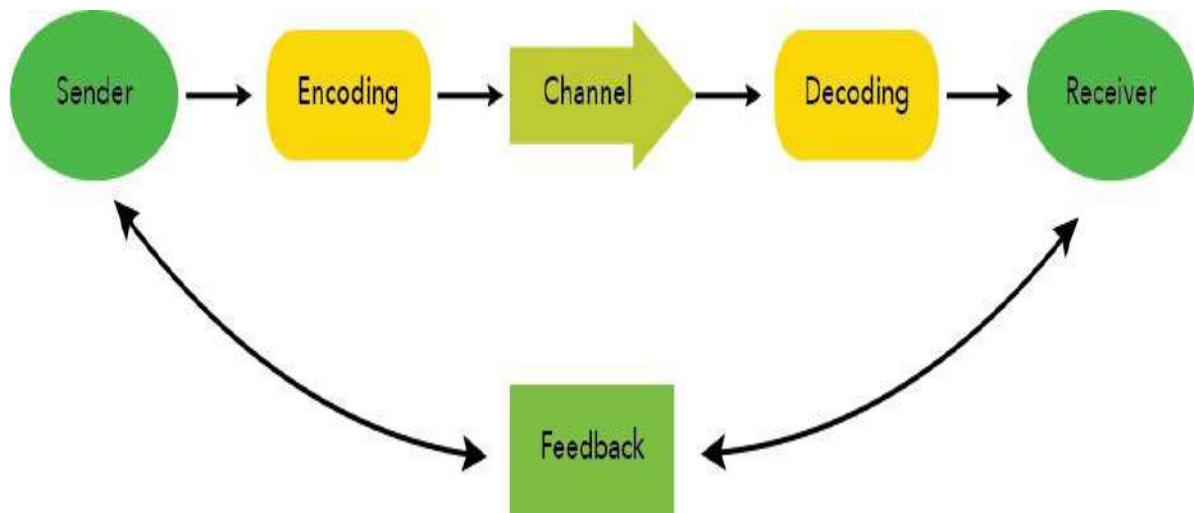 Sender
Encoding
Channel
Decoding
Receiver
Feedback